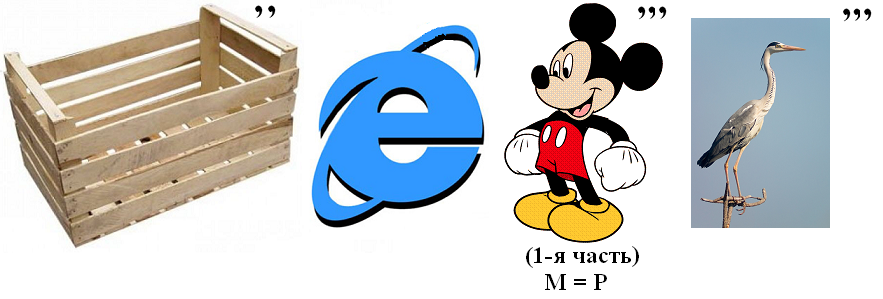 ,,
,,,
,,,
(1-я часть)
М = Р